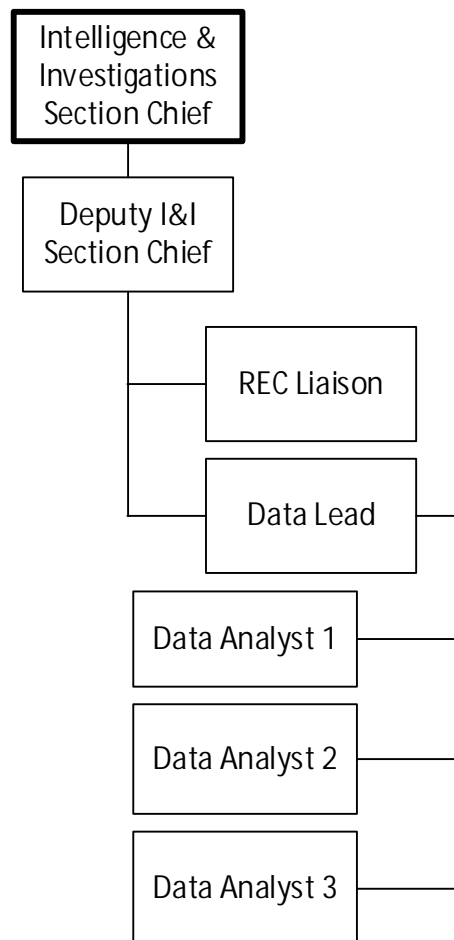 Intelligence &
Investigations
Section Chief
Deputy I&I
Section Chief
REC Liaison
Data Lead
Data Analyst 1
Data Analyst 2
Data Analyst 3